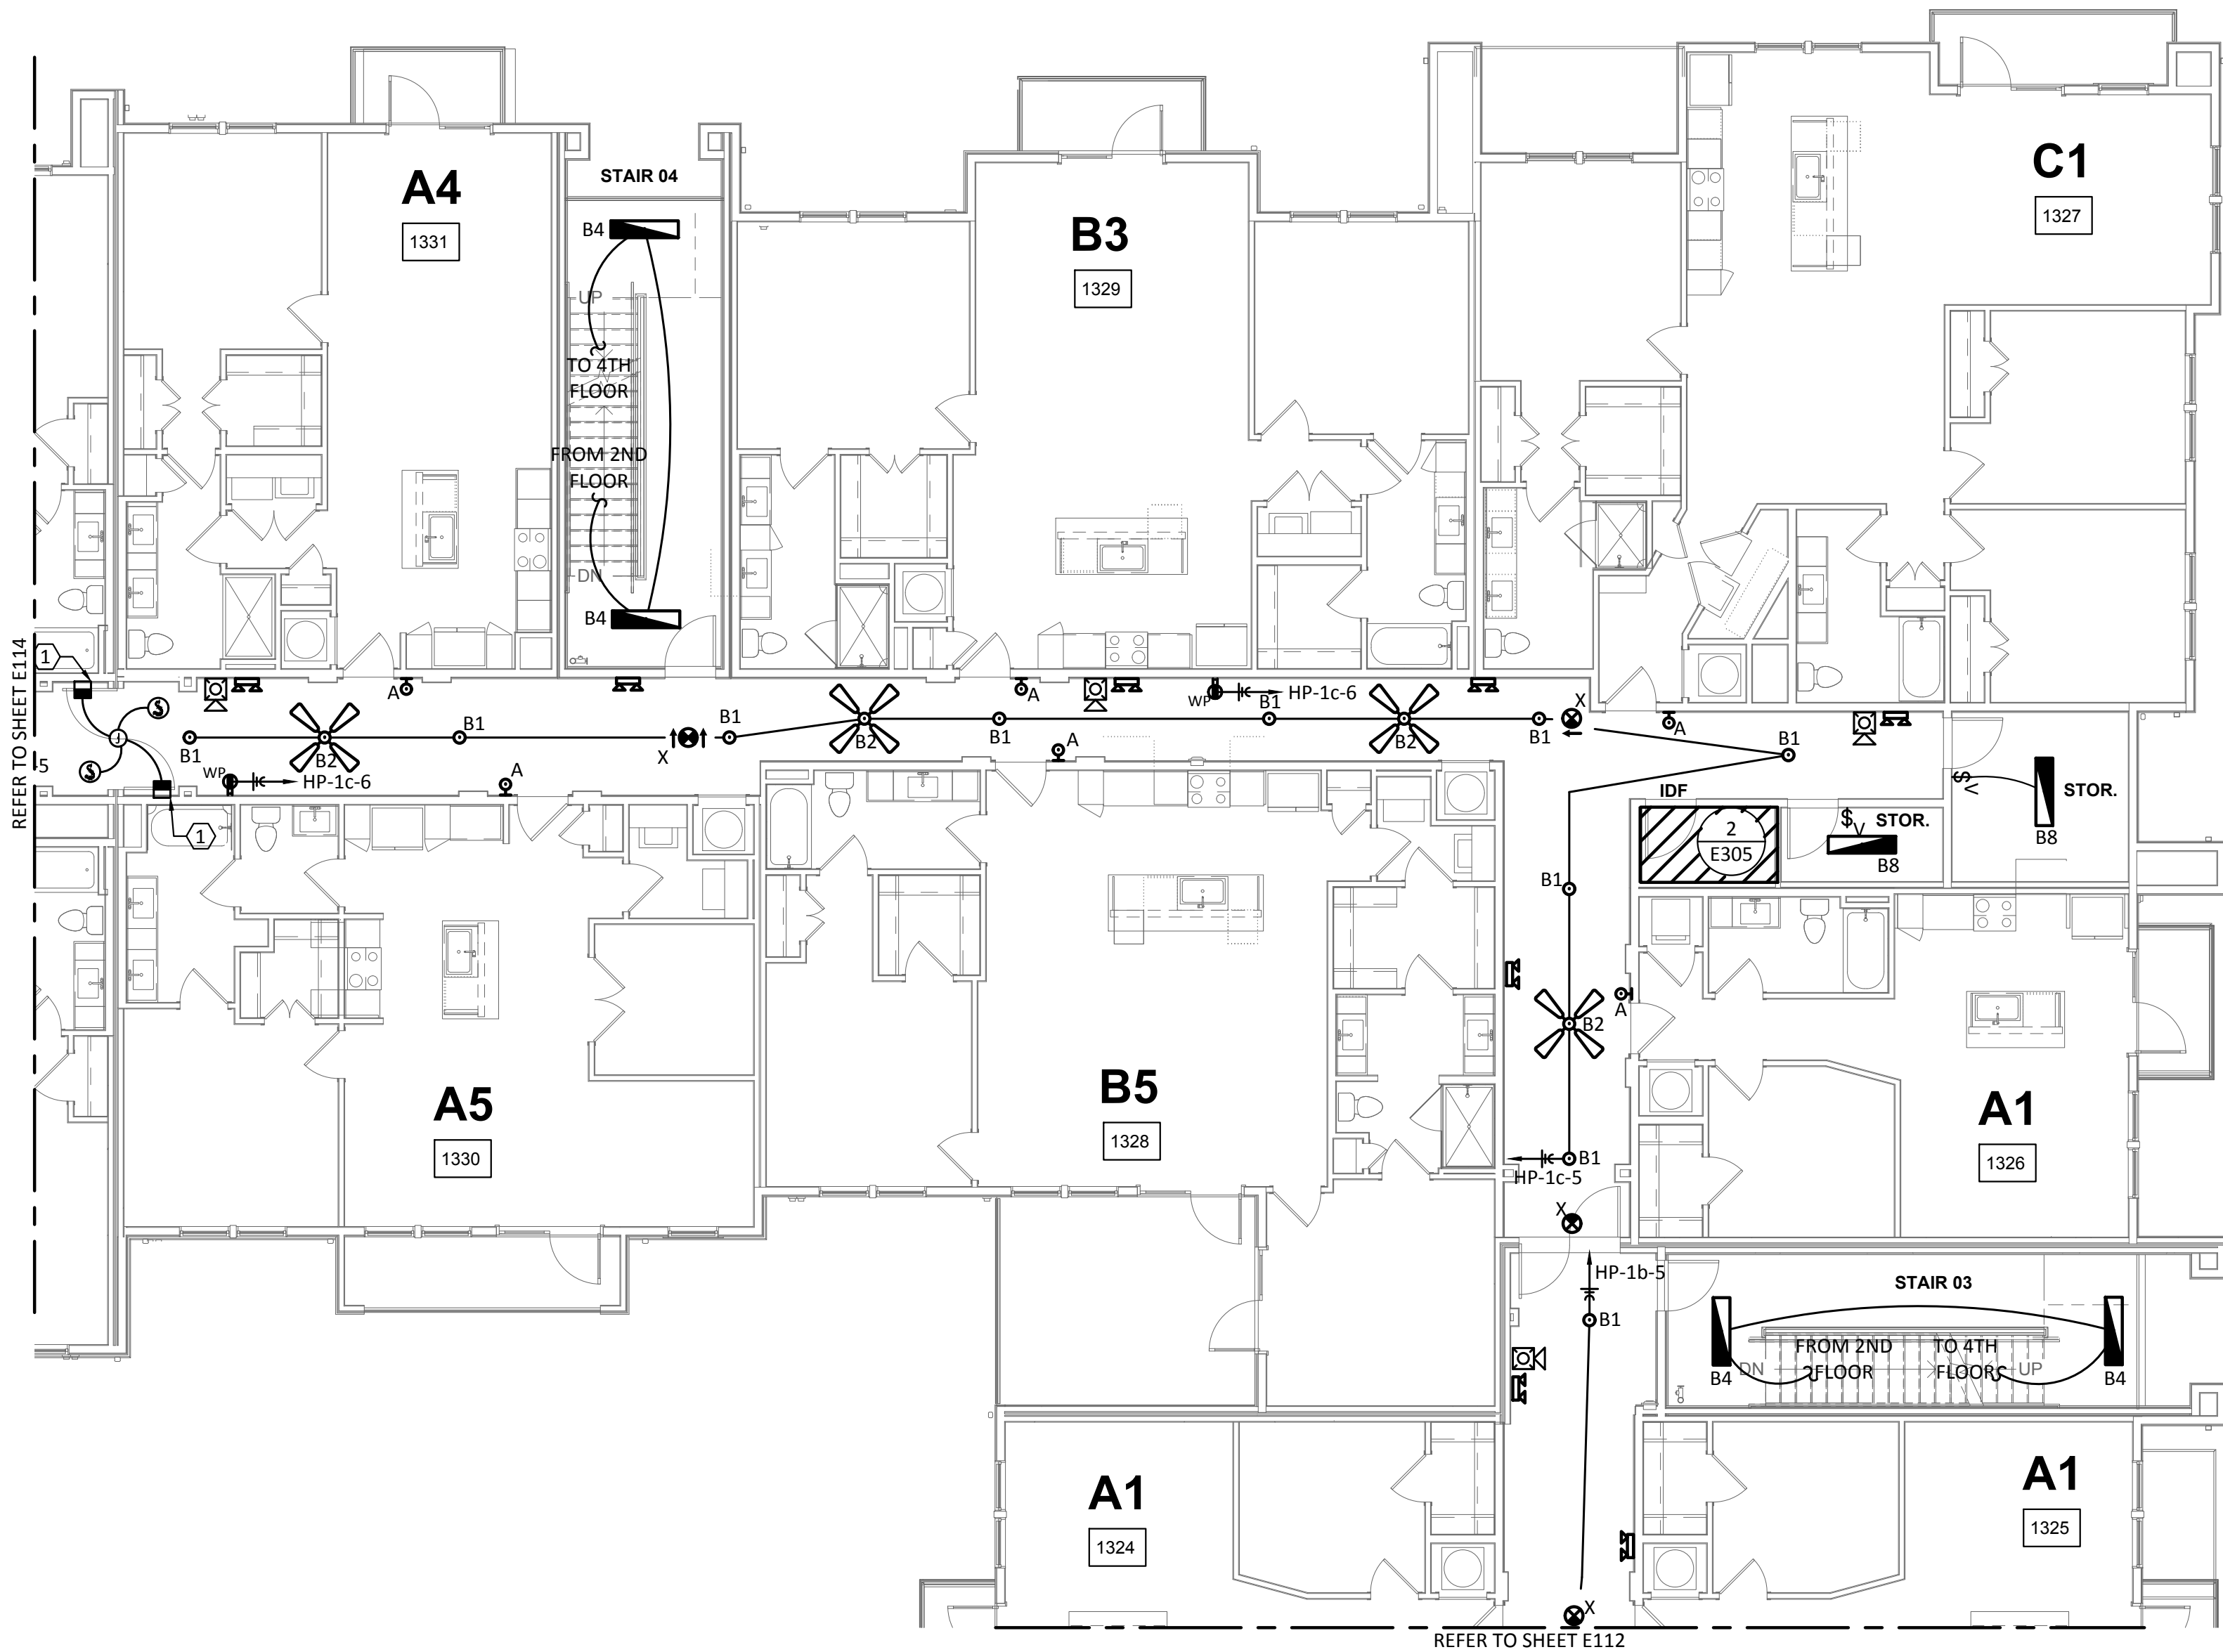 C1
1327
A4
1331
STAIR 04
B4
UP
TO 4TH
FLOOR
FROM 2ND
FLOOR
DN
B4
B3
1329
REFER TO SHEET E114
1
A
A
WP
HP-1c-6
B1
X
A
B1
B2
B1
X
B1
B2
B1
B2
B1
B1
-5
WP
HP-1c-6
A
A
1
IDF
2
E305
$
V
STOR.
B8
$
V
STOR.
B8
B1
A
B2
B1
HP-1c-5
X
HP-1b-5
B1
A5
1330
B5
1328
A1
1326
STAIR 03
B4
DN
FROM 2ND
FLOOR
TO 4TH
FLOOR
UP
B4
A1
1324
A1
1325
X
REFER TO SHEET E112
S
S
J